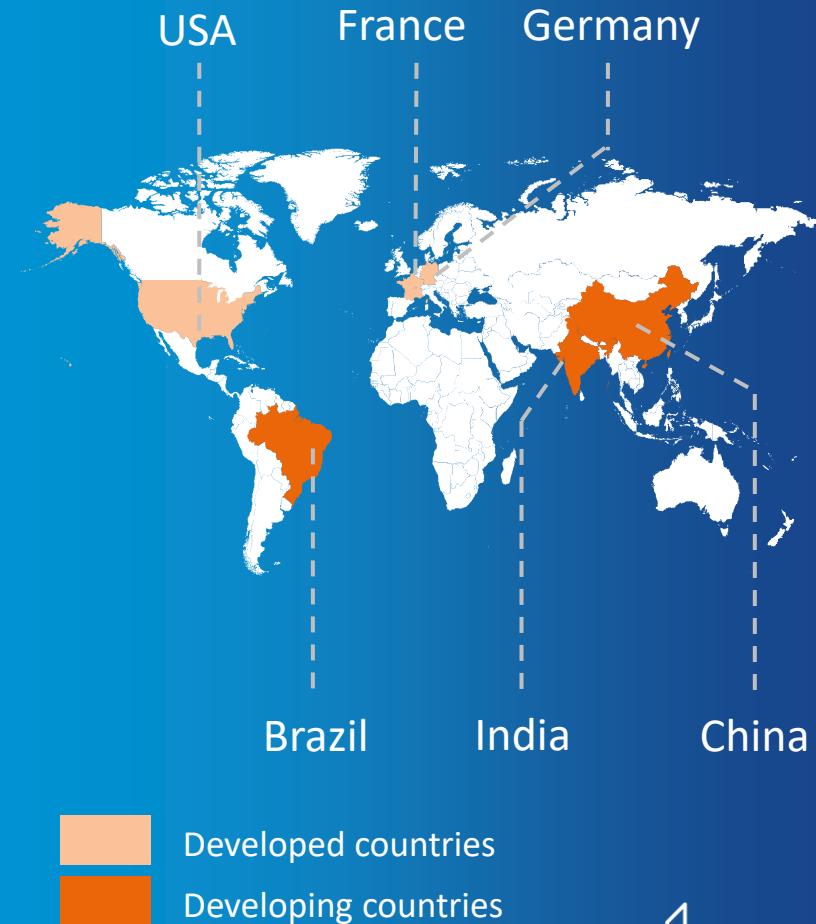 USA France Germany
Brazil India China
Developed countries
Developing countries